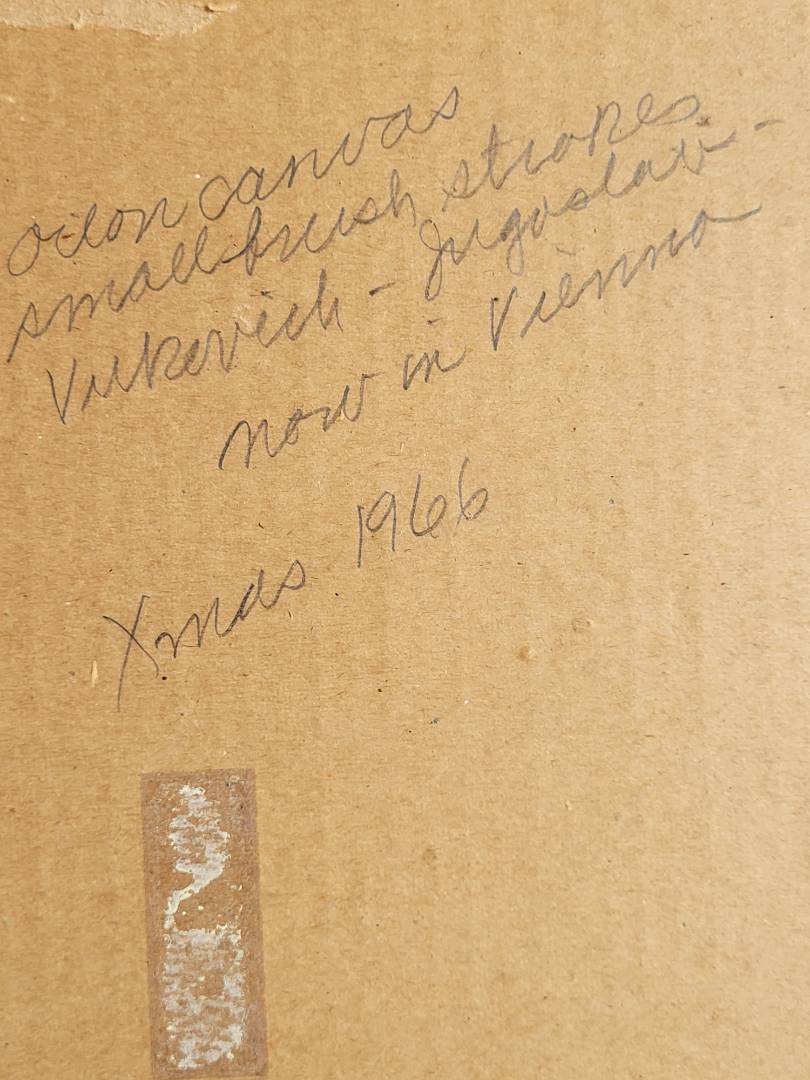 oil on canvas
small brush strokes
Vukovich - Jugoslav -
now in Vienna
Xmas 1966